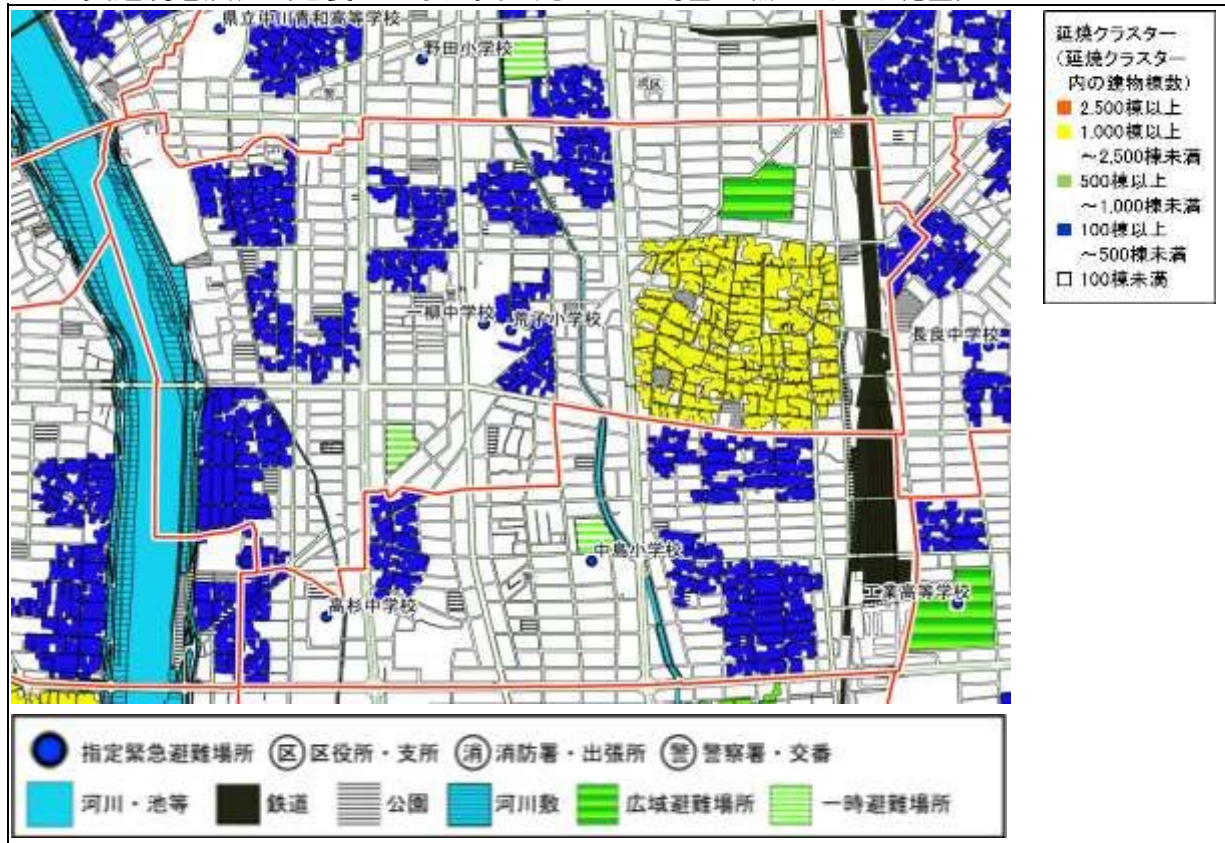 県立中川青和高等学校
野田小学校
一柳中学校
荒子小学校
長良中学校
中島小学校
高杉中学校
工業高等学校
延焼クラスター
(延焼クラスター
内の建物棟数)
2,500棟以上
1,000棟以上
～2,500棟未満
500棟以上
～1,000棟未満
100棟以上
～500棟未満
100棟未満
指定緊急避難場所 区 区役所・支所 消 消防署・出張所 警 警察署・交番
河川・池等 鉄道 公園 河川敷 広域避難場所 一時避難場所